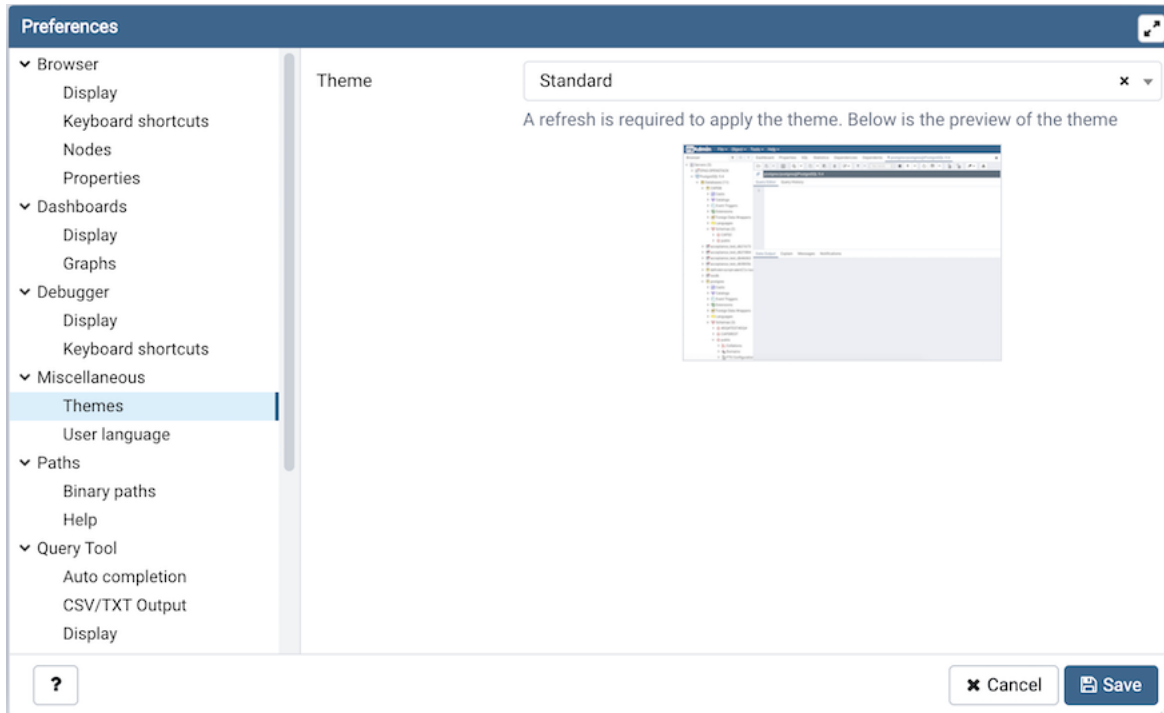 Preferences
Browser
Display
Keyboard shortcuts
Nodes
Properties
Dashboards
Display
Graphs
Debugger
Display
Keyboard shortcuts
Miscellaneous
Themes
User language
Paths
Binary paths
Help
Query Tool
Auto completion
CSV/TXT Output
Display
Theme
Standard
A refresh is required to apply the theme. Below is the preview of the theme
?
Cancel
Save